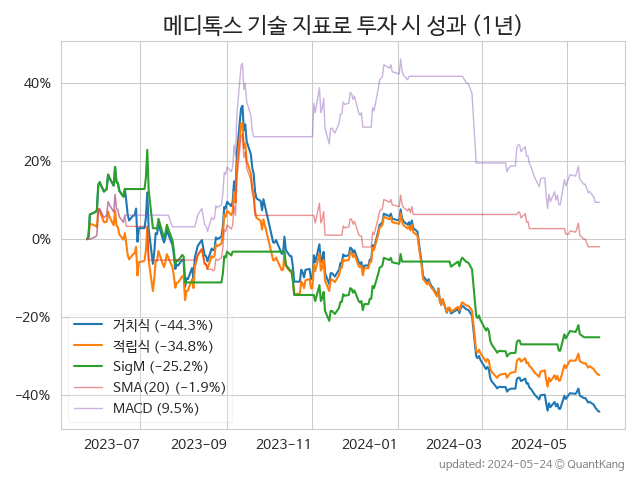 메디톡스 기술 지표로 투자 시 성과 (1년)
40%
20%
0%
−20%
−40%
거치식 (−44.3%)
적립식 (−34.8%)
SigM (−25.2%)
SMA(20) (−1.9%)
MACD (9.5%)
2023-07 2023-09 2023-11 2024-01 2024-03 2024-05
updated: 2024-05-24 © QuantKang